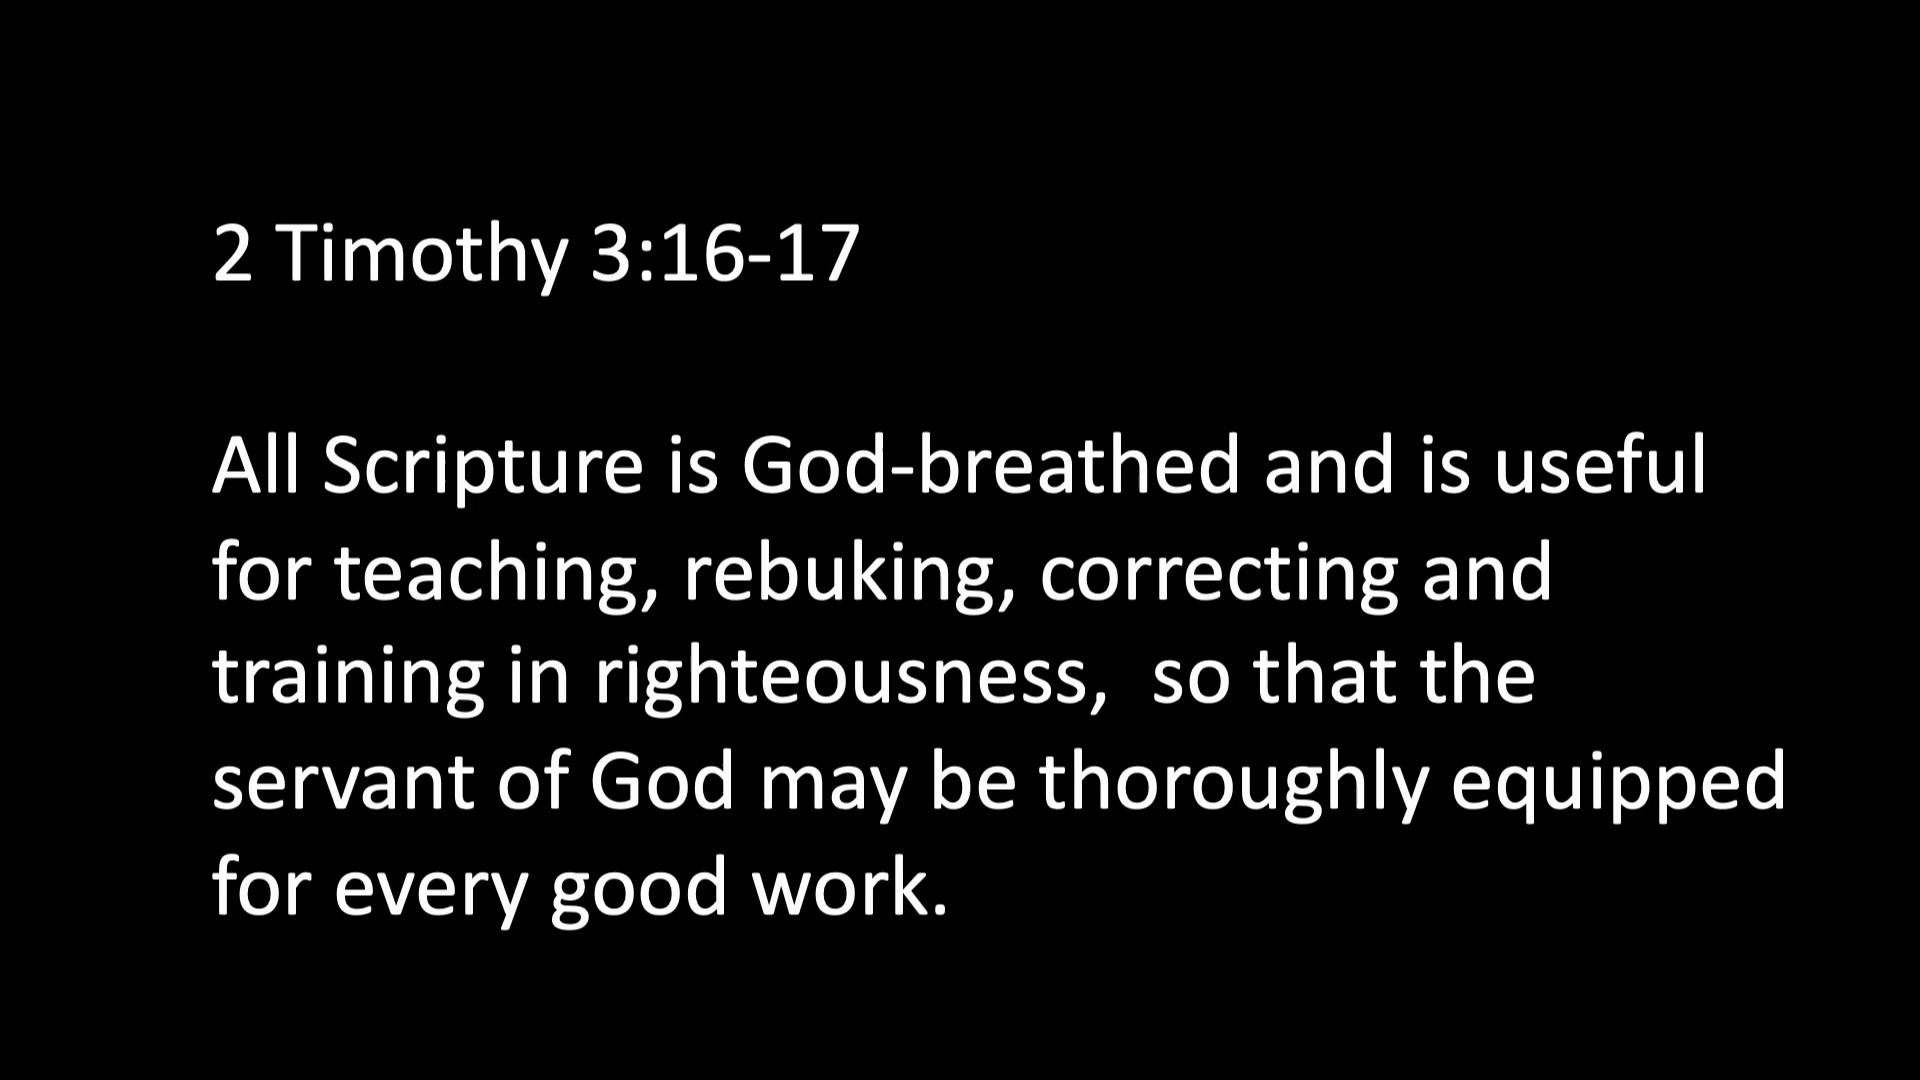 2 Timothy 3:16-17
All Scripture is God-breathed and is useful
for teaching, rebuking, correcting and
training in righteousness,  so that the
servant of God may be thoroughly equipped
for every good work.